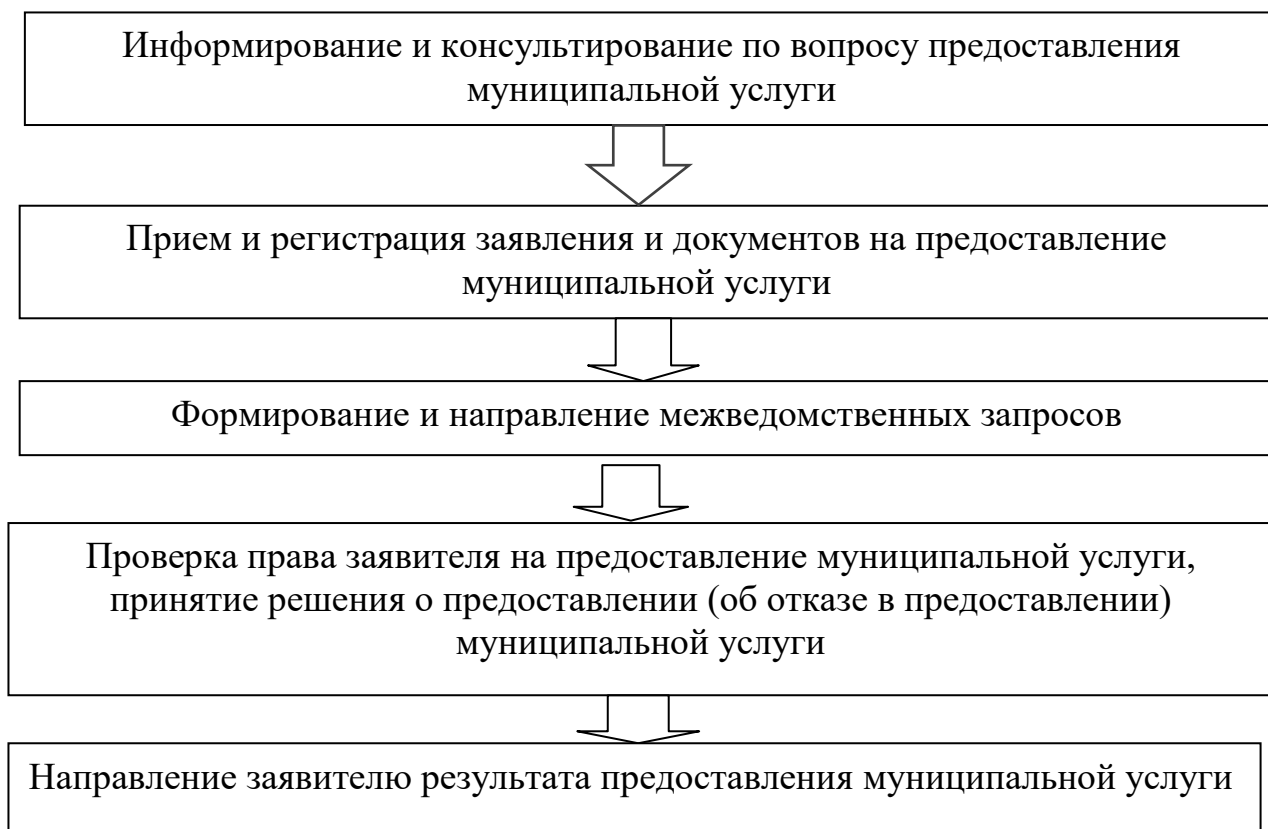 Информирование и консультирование по вопросу предоставления
муниципальной услуги
Прием и регистрация заявления и документов на предоставление
муниципальной услуги
Формирование и направление межведомственных запросов
Проверка права заявителя на предоставление муниципальной услуги,
принятие решения о предоставлении (об отказе в предоставлении)
муниципальной услуги
Направление заявителю результата предоставления муниципальной услуги